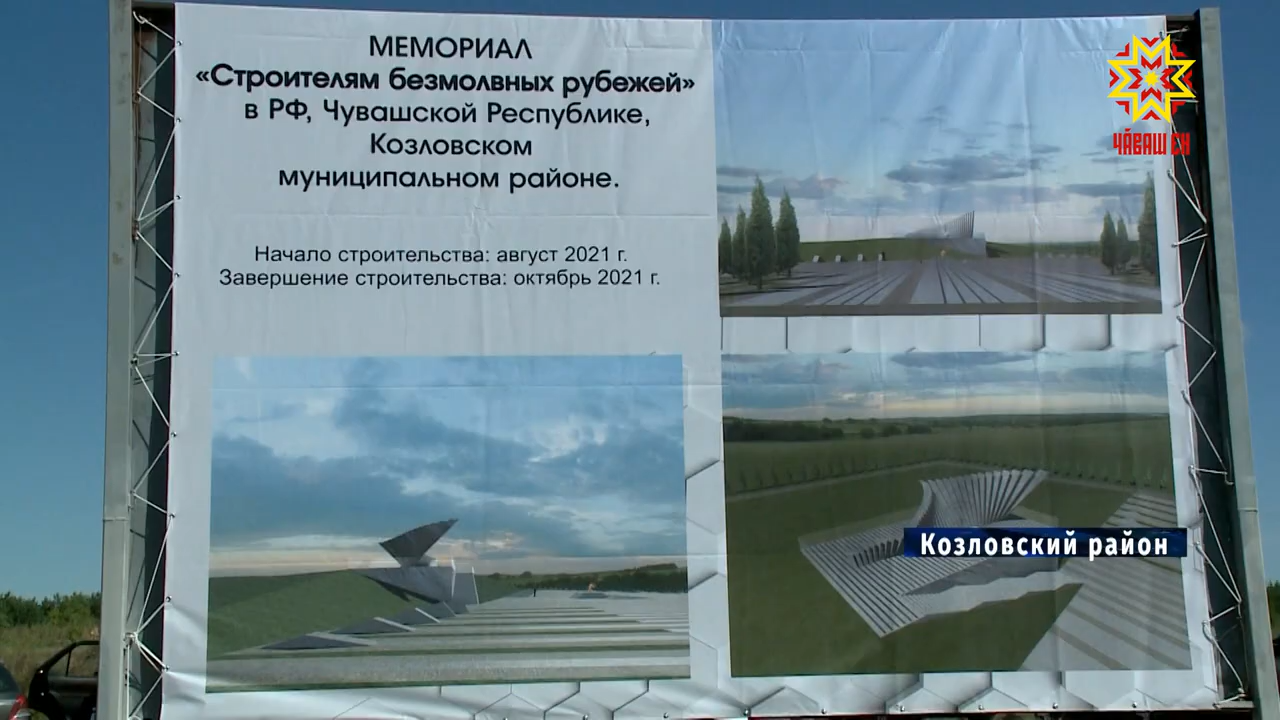 МЕМОРИАЛ
«Строителям безмолвных рубежей»
в РФ, Чувашской Республике,
Козловском
муниципальном районе.
Начало строительства: август 2021 г.
Завершение строительства: октябрь 2021 г.
ЧĂВАШ ЕН
Козловский район